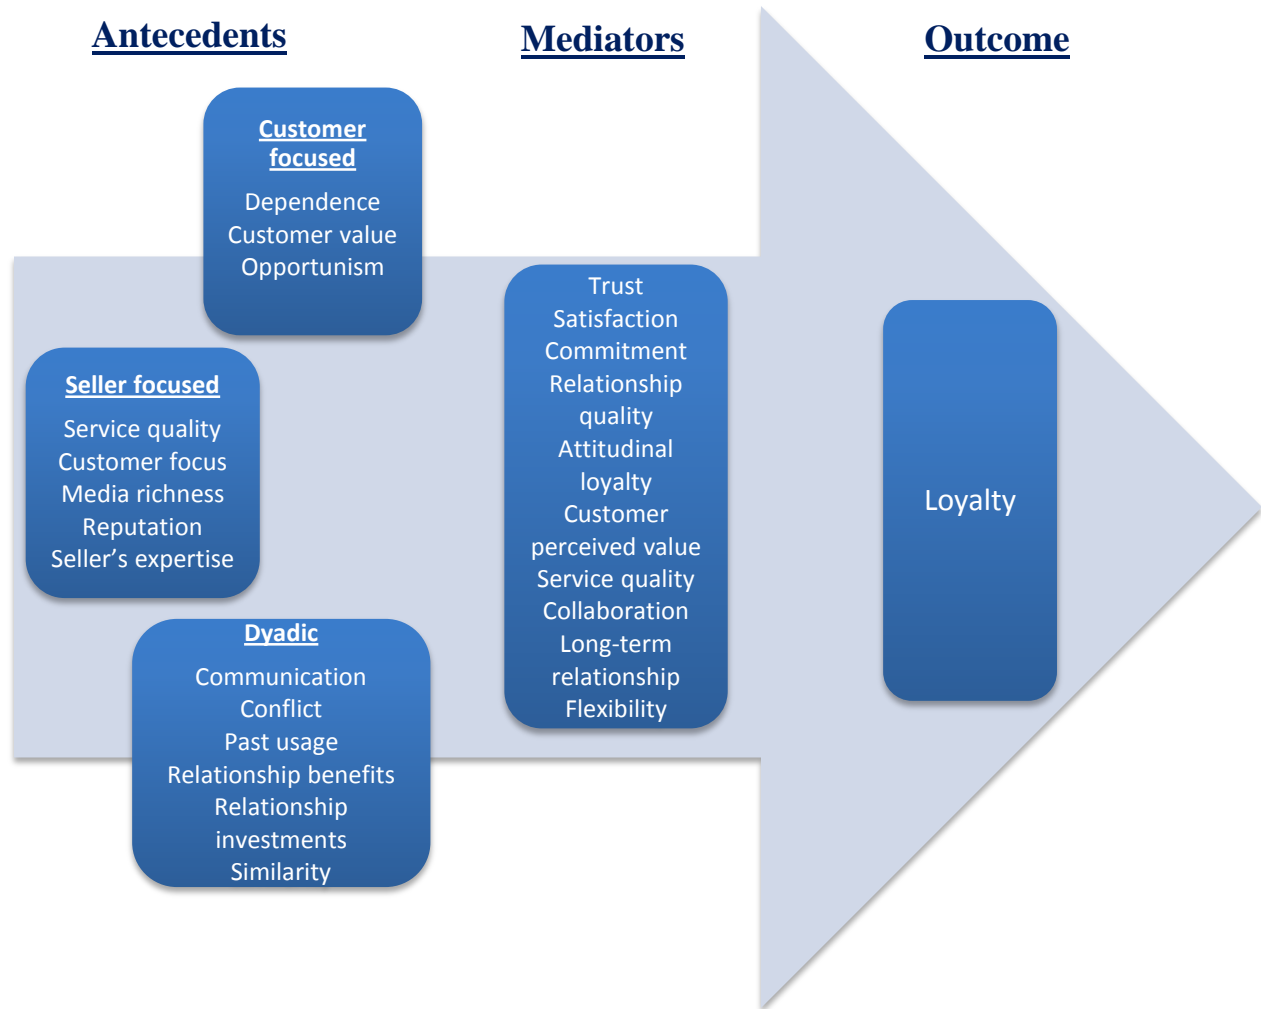 Antecedents
Mediators
Outcome
Customer
focused
Dependence
Customer value
Opportunism
Seller focused
Service quality
Customer focus
Media richness
Reputation
Seller’s expertise
Dyadic
Communication
Conflict
Past usage
Relationship benefits
Relationship
investments
Similarity
Trust
Satisfaction
Commitment
Relationship
quality
Attitudinal
loyalty
Customer
perceived value
Service quality
Collaboration
Long-term
relationship
Flexibility
Loyalty